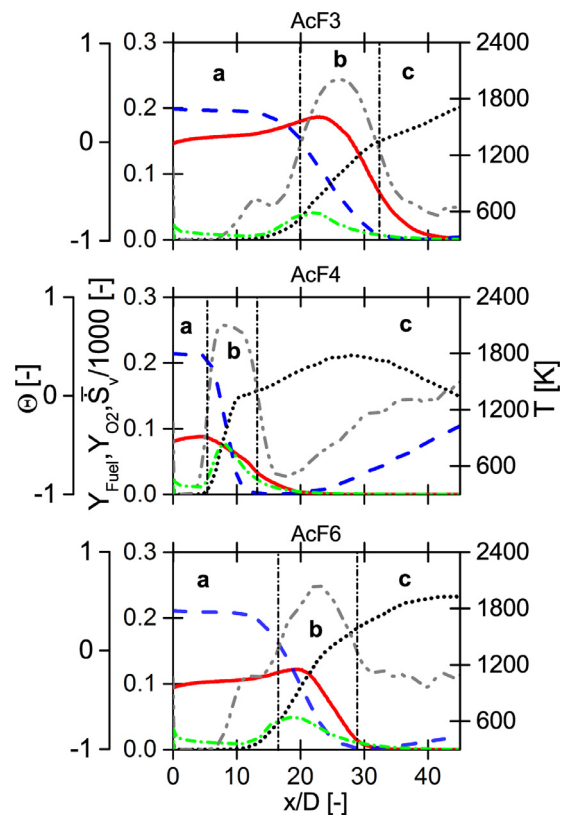 AcF3
1
0
-1
0.3
0.2
0.1
0.0
a
b
c
2400
1800
1200
600
AcF4
1
0
-1
0.3
0.2
0.1
0.0
a
b
c
2400
1800
1200
600
Θ [-]
Y_Fuel, Y_O2, S̄_v/1000 [-]
T [K]
AcF6
1
0
-1
0.3
0.2
0.1
0.0
a
b
c
2400
1800
1200
600
0 10 20 30 40
x/D [-]